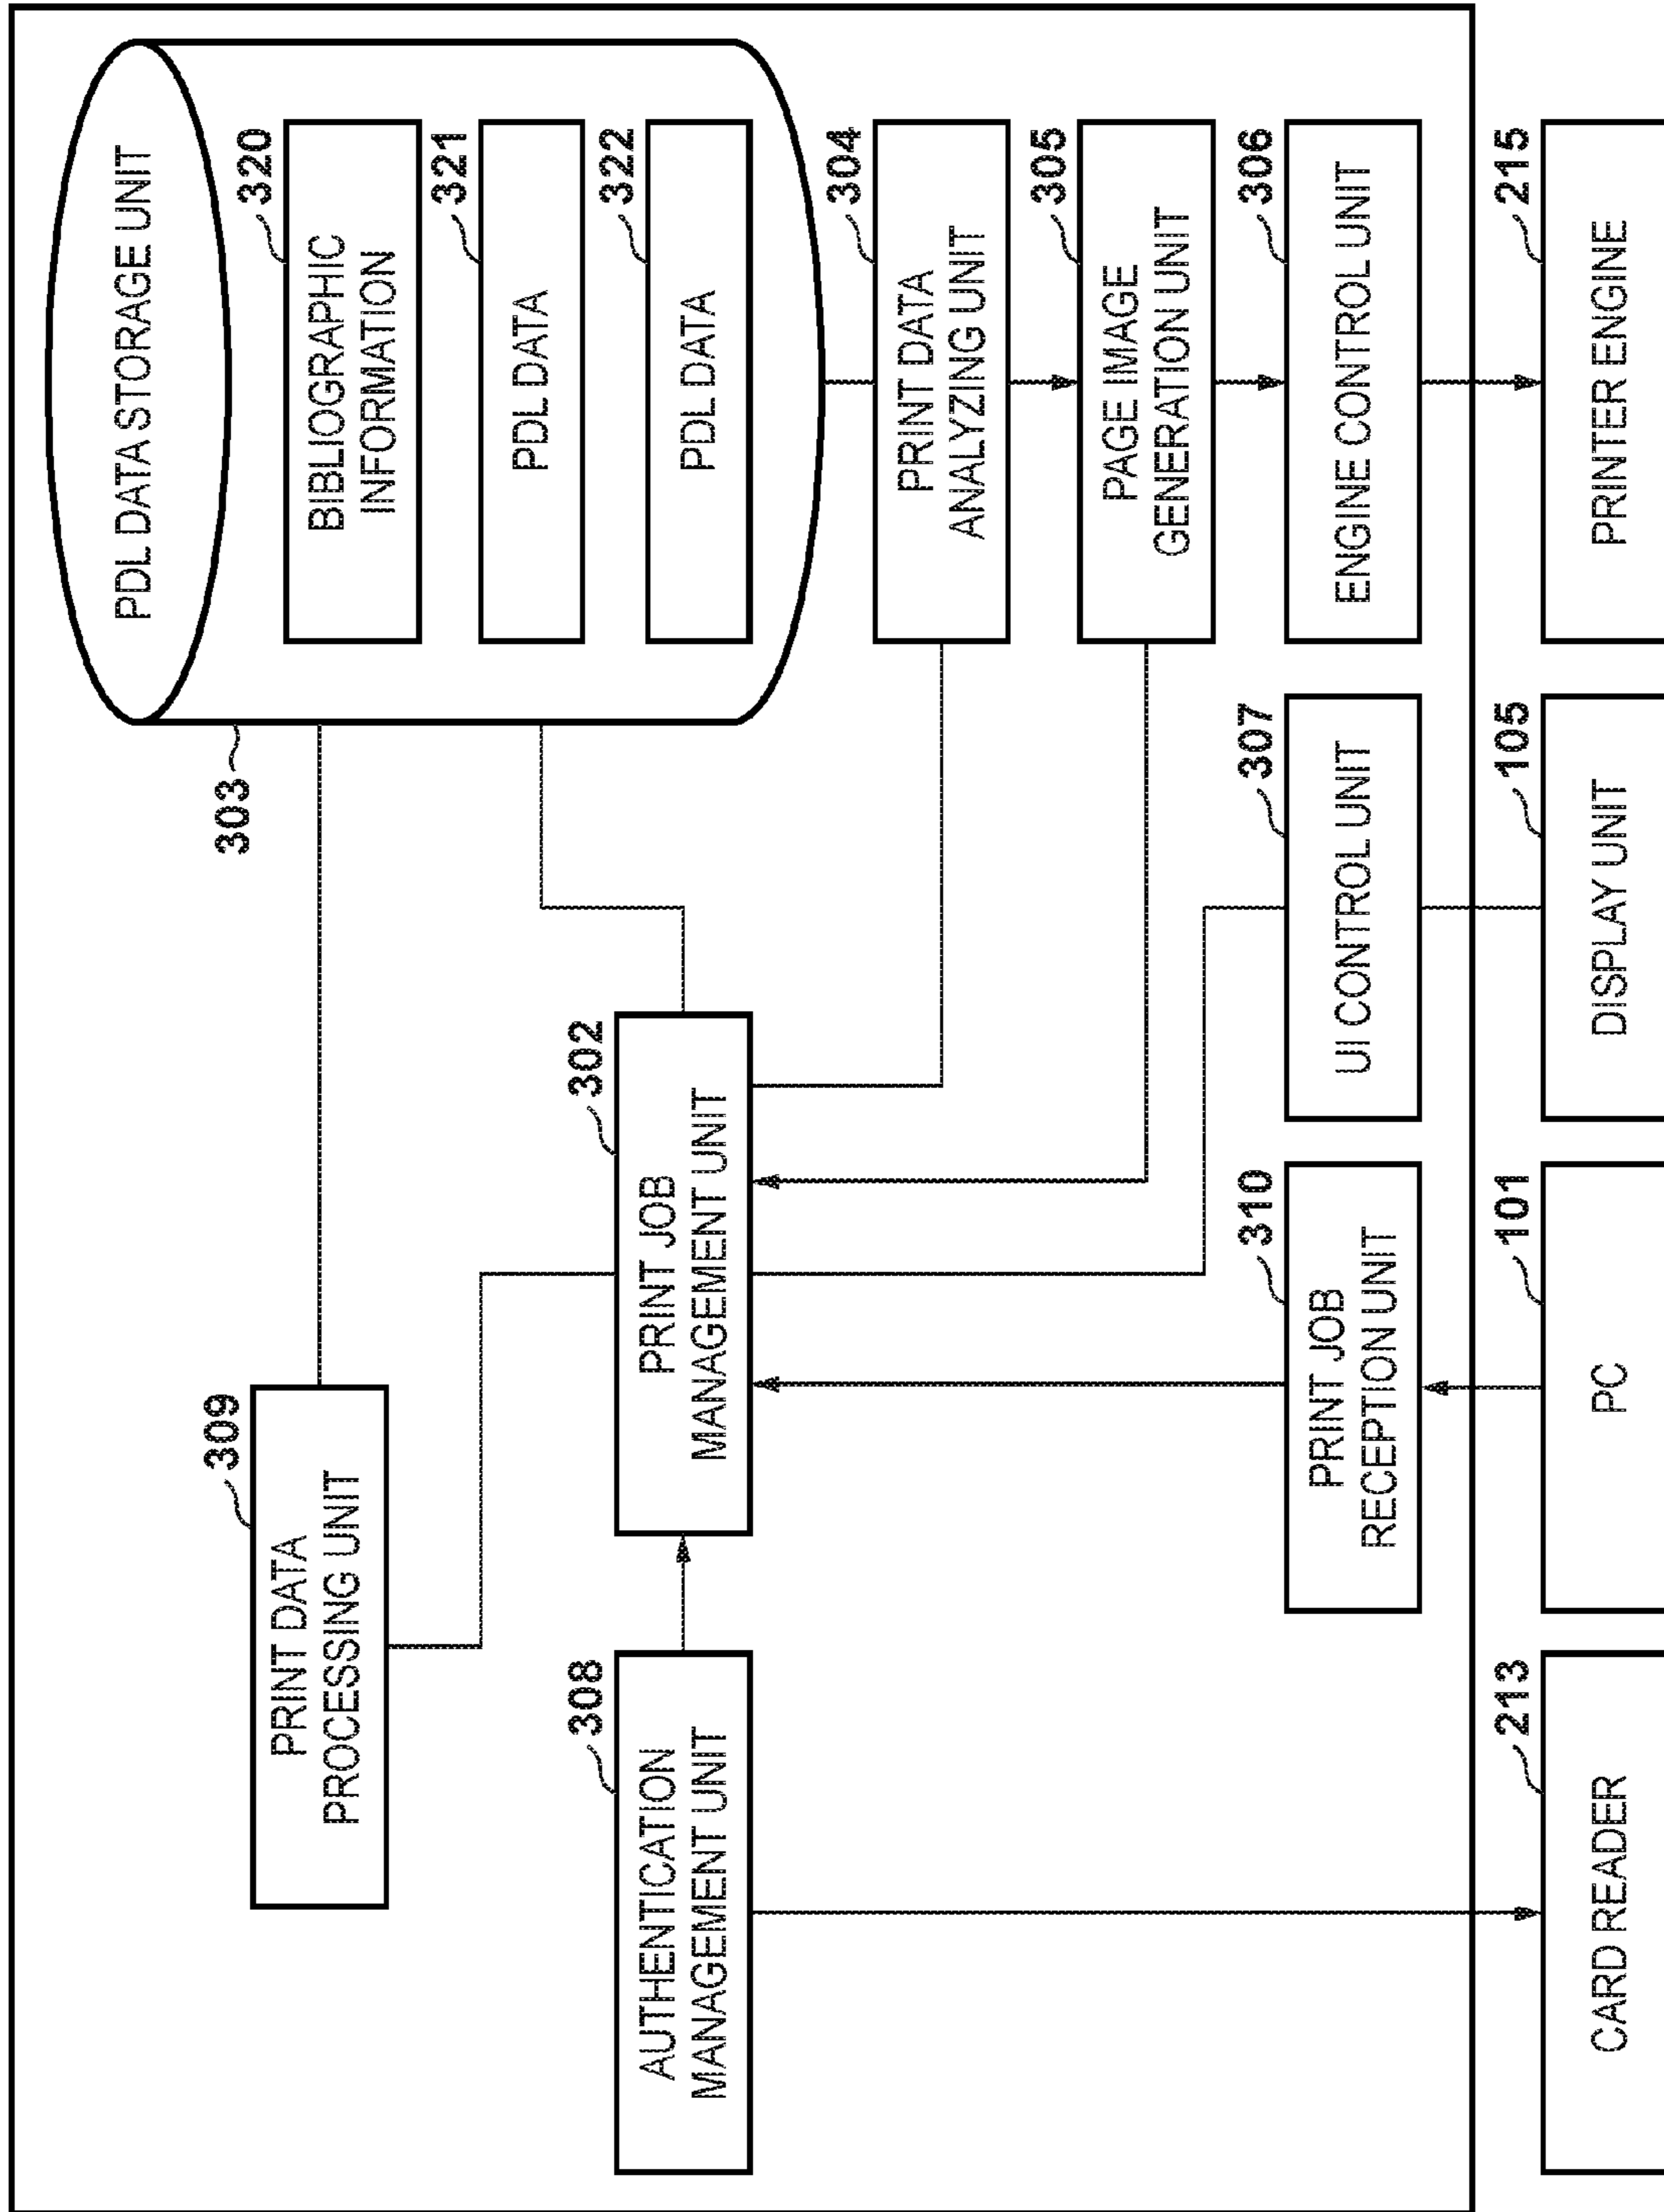 PDL DATA STORAGE UNIT
303
320
BIBLIOGRAPHIC
INFORMATION
321
PDL DATA
322
PDL DATA
309
PRINT DATA
PROCESSING UNIT
308
AUTHENTICATION
MANAGEMENT UNIT
302
PRINT JOB
MANAGEMENT UNIT
304
PRINT DATA
ANALYZING UNIT
305
PAGE IMAGE
GENERATION UNIT
310
PRINT JOB
RECEPTION UNIT
307
UI CONTROL UNIT
306
ENGINE CONTROL UNIT
213
CARD READER
101
PC
105
DISPLAY UNIT
215
PRINTER ENGINE